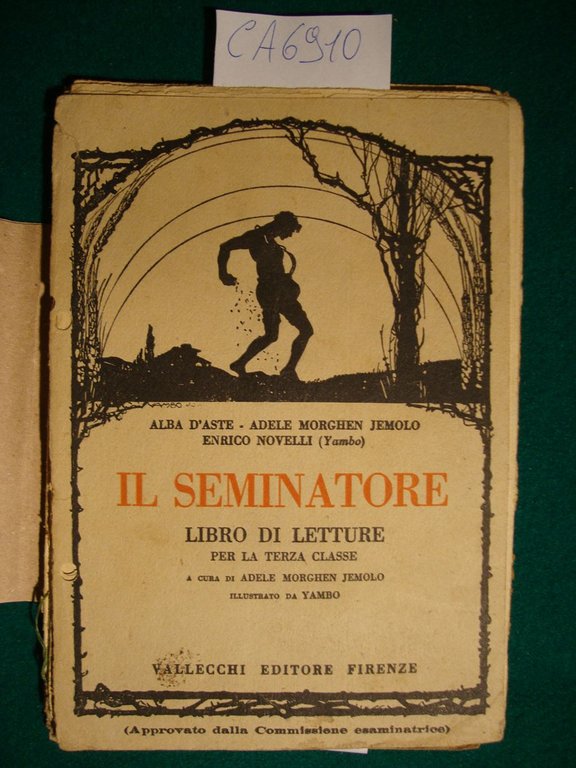 CA6910
YAMBO
ALBA D'ASTE - ADELE MORGHEN JEMOLO
ENRICO NOVELLI (Yambo)
IL SEMINATORE
LIBRO DI LETTURE
PER LA TERZA CLASSE
A CURA DI ADELE MORGHEN JEMOLO
ILLUSTRATO DA YAMBO
VALLECCHI EDITORE FIRENZE
(Approvato dalla Commissione esaminatrice)